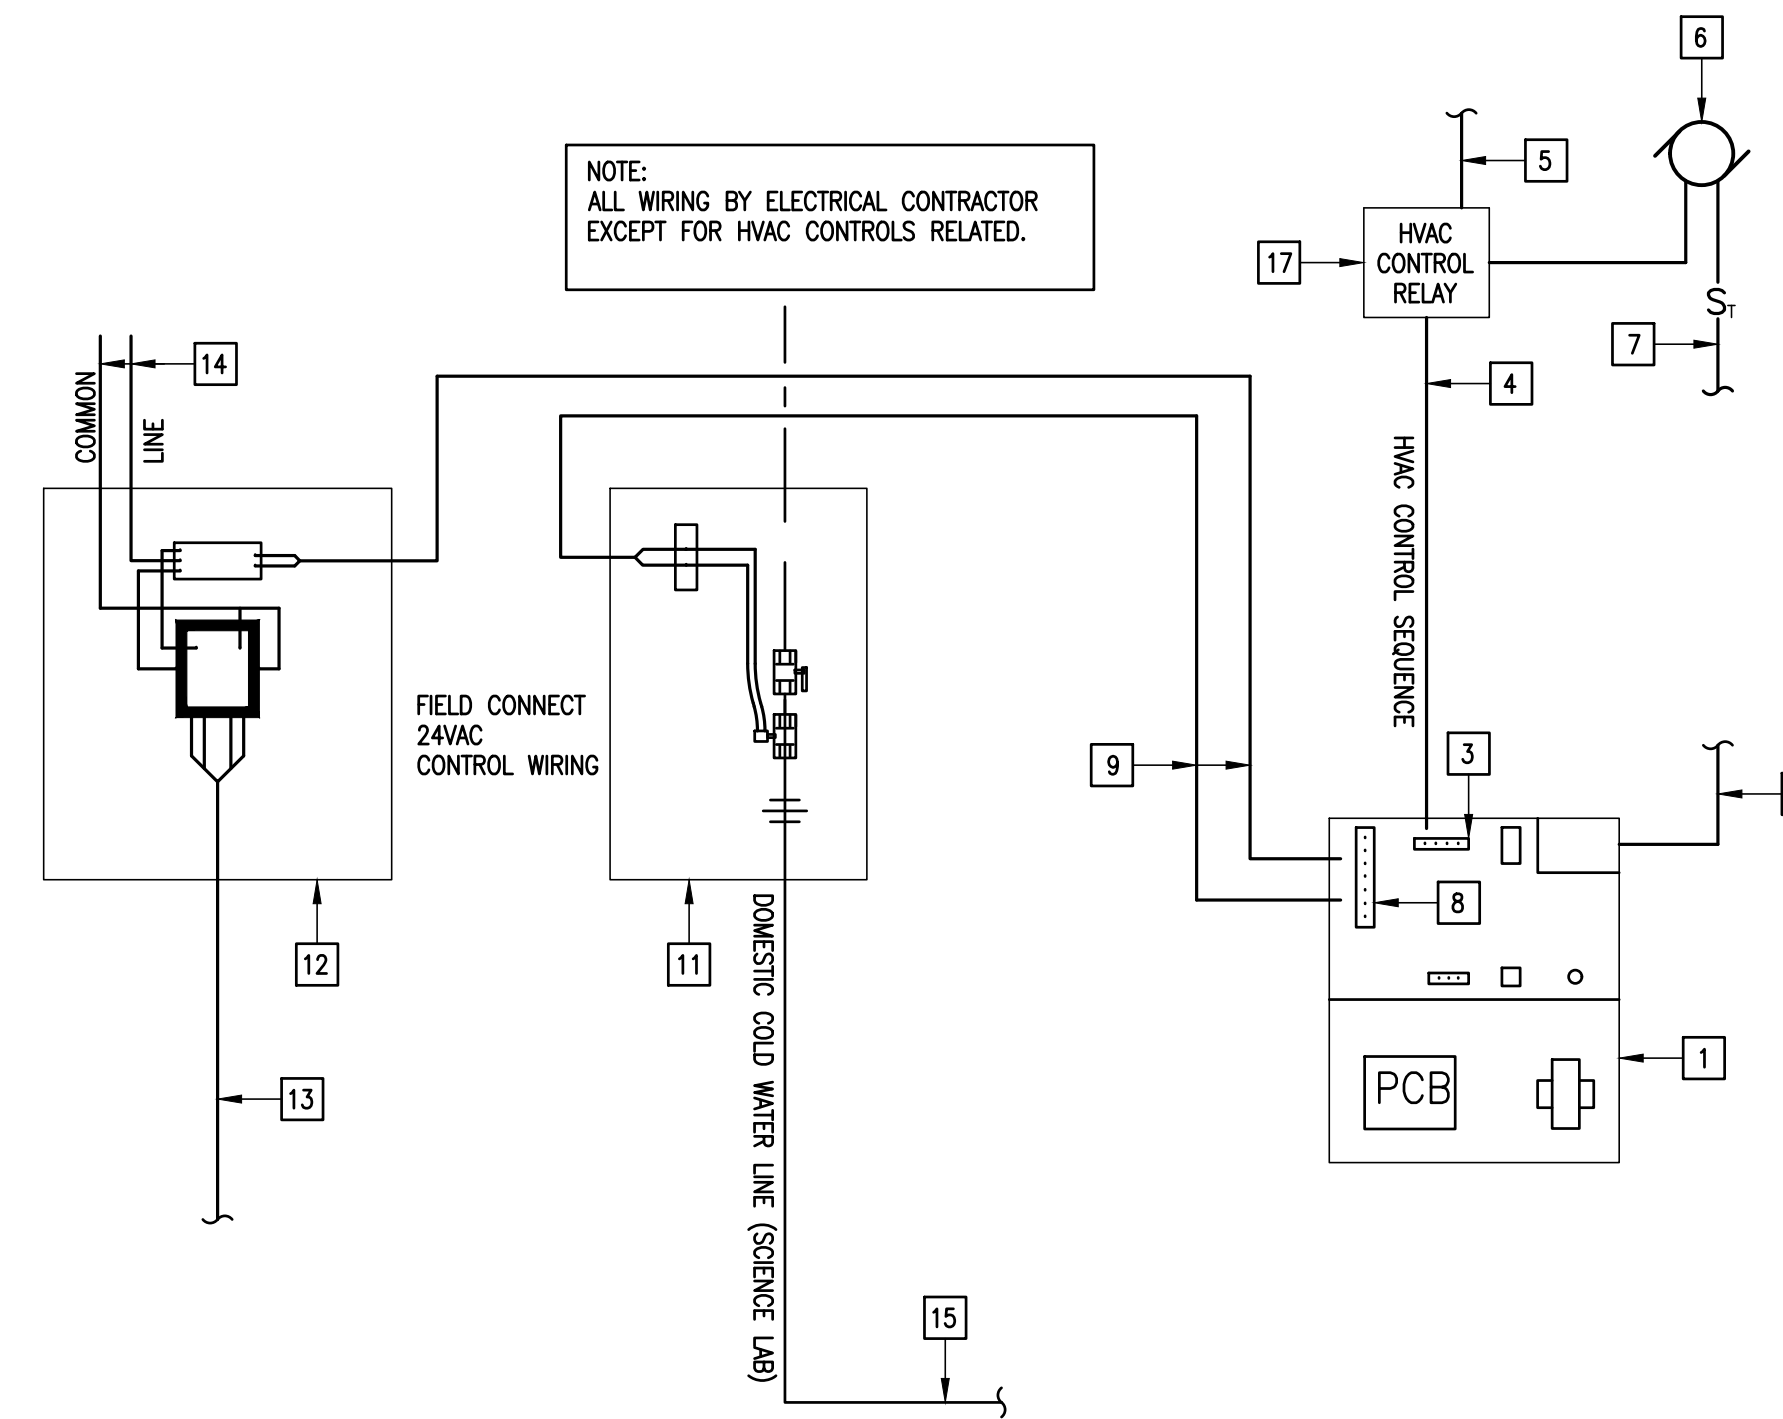 6
5
NOTE:
ALL WIRING BY ELECTRICAL CONTRACTOR
EXCEPT FOR HVAC CONTROLS RELATED.
HVAC
CONTROL
RELAY
17
ST
7
14
4
COMMON
LINE
HVAC CONTROL SEQUENCE
FIELD CONNECT
24VAC
CONTROL WIRING
9
3
8
12
11
DOMESTIC COLD WATER LINE (SCIENCE LAB)
1
PCB
13
15